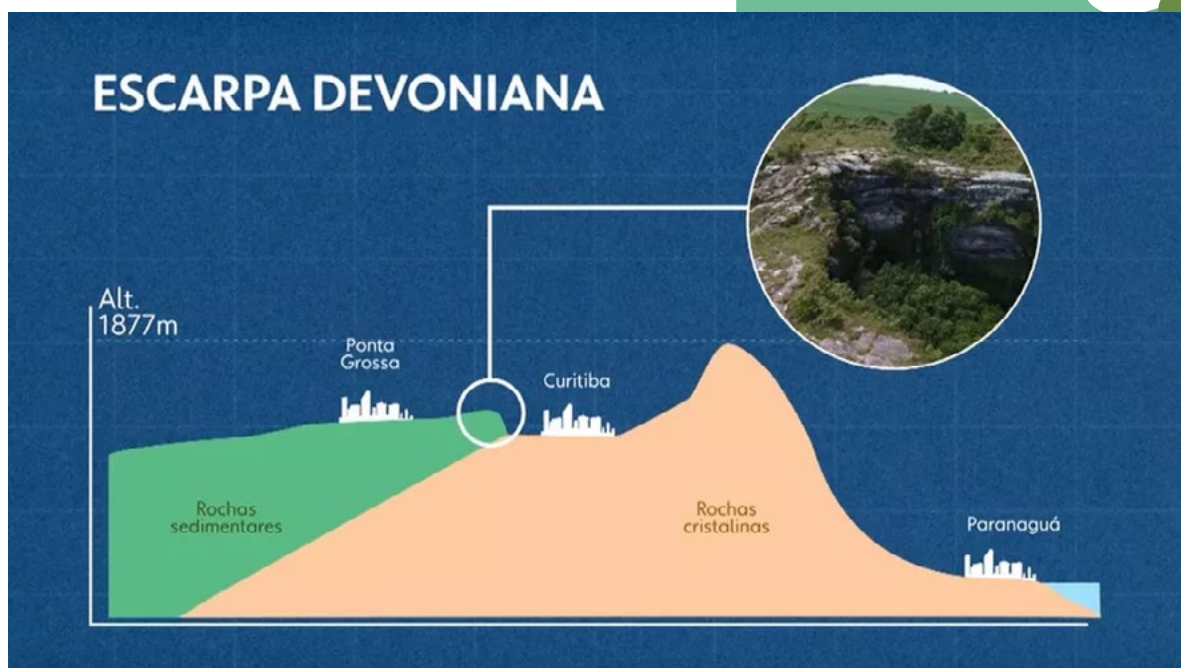 ESCARPA DEVONIANA
Alt.
1877m
Ponta
Grossa
Curitiba
Rochas
sedimentares
Rochas
cristalinas
Paranaguá